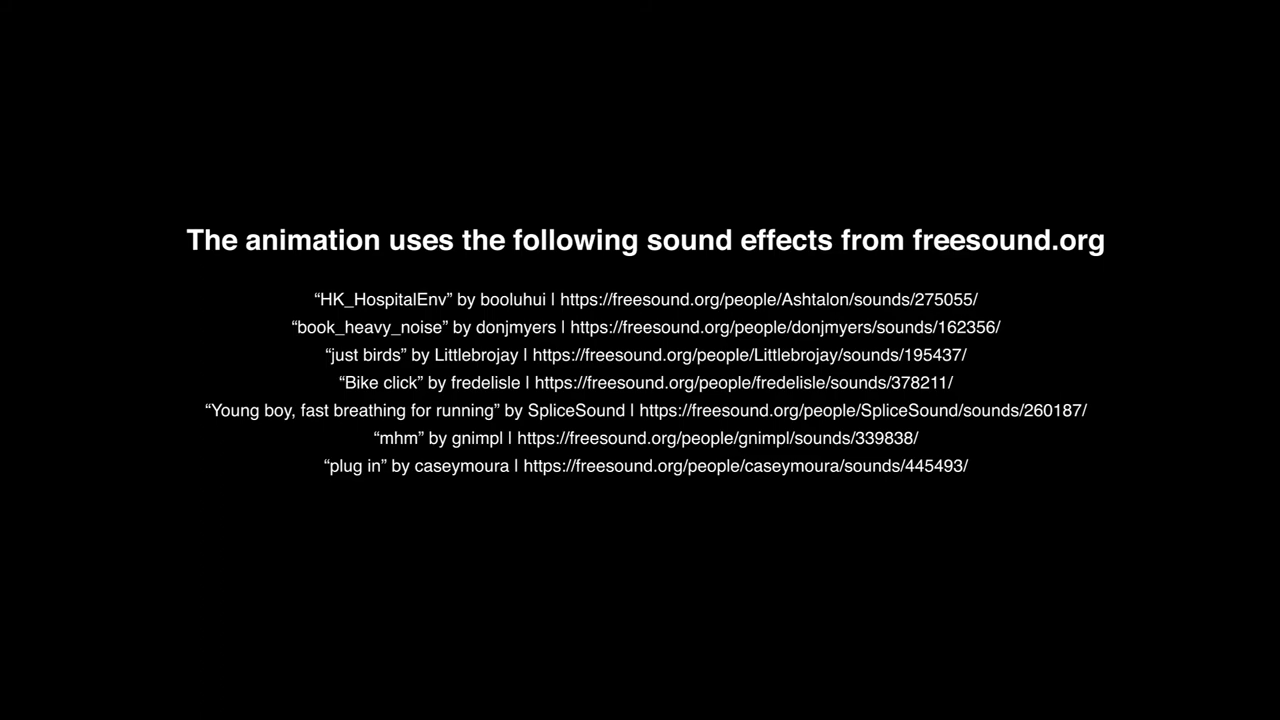 The animation uses the following sound effects from freesound.org
“HK_HospitalEnv” by booluhui | https://freesound.org/people/Ashtalon/sounds/275055/
“book_heavy_noise” by donjmyers | https://freesound.org/people/donjmyers/sounds/162356/
“just birds” by Littlebrojay | https://freesound.org/people/Littlebrojay/sounds/195437/
“Bike click” by fredelisle | https://freesound.org/people/fredelisle/sounds/378211/
“Young boy, fast breathing for running” by SpliceSound | https://freesound.org/people/SpliceSound/sounds/260187/
“mhm” by gnimpl | https://freesound.org/people/gnimpl/sounds/339838/
“plug in” by caseymoura | https://freesound.org/people/caseymoura/sounds/445493/